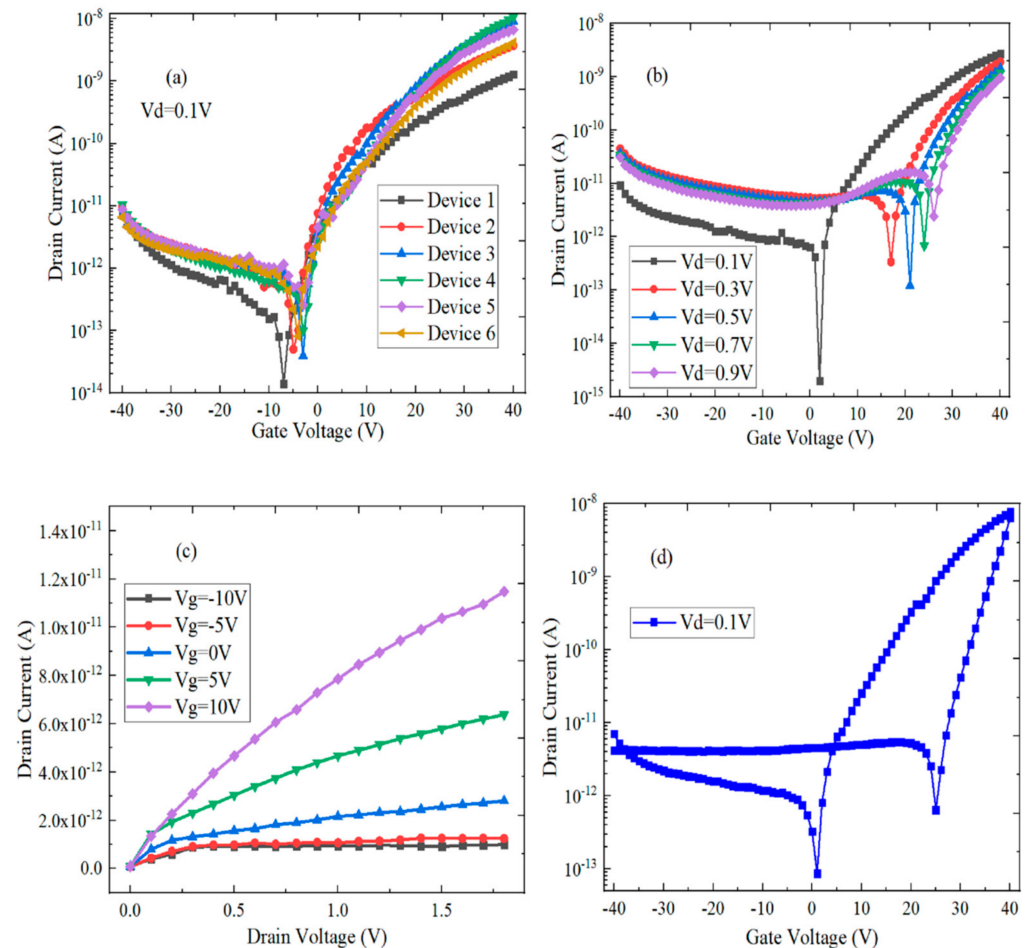 (a)
Vd=0.1V
Device 1
Device 2
Device 3
Device 4
Device 5
Device 6
10⁻⁸
10⁻⁹
10⁻¹⁰
10⁻¹¹
10⁻¹²
10⁻¹³
10⁻¹⁴
Drain Current (A)
-40 -30 -20 -10 0 10 20 30 40
Gate Voltage (V)
(b)
Vd=0.1V
Vd=0.3V
Vd=0.5V
Vd=0.7V
Vd=0.9V
10⁻⁸
10⁻⁹
10⁻¹⁰
10⁻¹¹
10⁻¹²
10⁻¹³
10⁻¹⁴
10⁻¹⁵
Drain Current (A)
-40 -30 -20 -10 0 10 20 30 40
Gate Voltage (V)
(c)
Vg=-10V
Vg=-5V
Vg=0V
Vg=5V
Vg=10V
1.4x10⁻¹¹
1.2x10⁻¹¹
1.0x10⁻¹¹
8.0x10⁻¹²
6.0x10⁻¹²
4.0x10⁻¹²
2.0x10⁻¹²
0.0
Drain Current (A)
0.0 0.5 1.0 1.5
Drain Voltage (V)
(d)
Vd=0.1V
10⁻⁸
10⁻⁹
10⁻¹⁰
10⁻¹¹
10⁻¹²
10⁻¹³
Drain Current (A)
-40 -30 -20 -10 0 10 20 30 40
Gate Voltage (V)